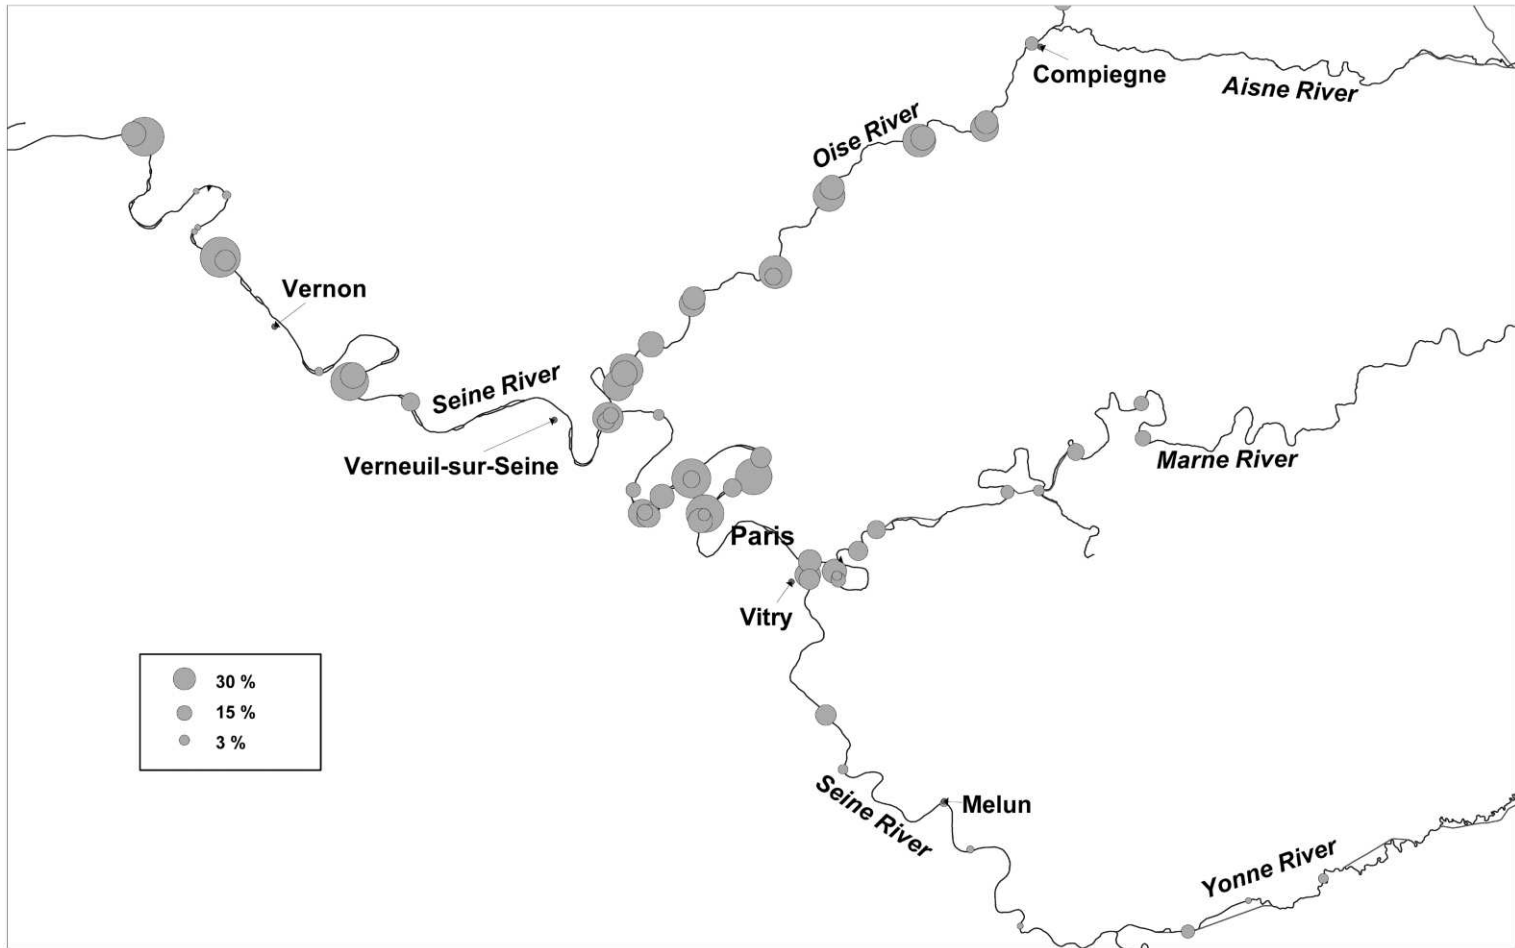 Compiegne
Aisne River
Oise River
Vernon
Seine River
Verneuil-sur-Seine
Marne River
Paris
Vitry
30 %
15 %
3 %
Seine River
Melun
Yonne River